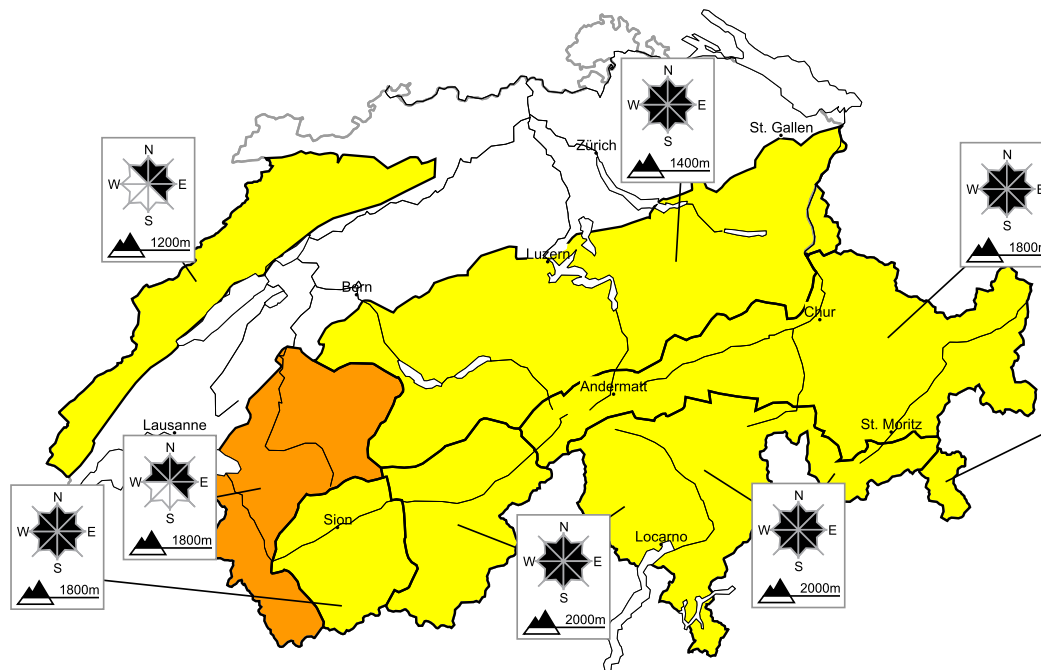 N
W E
S
1400m
St. Gallen
Zürich
N
W E
S
1200m
N
W E
S
1800m
Luzern
Bern
Chur
Andermatt
St. Moritz
Lausanne
N
W E
S
1800m
N
W E
S
1800m
Sion
N
W E
S
2000m
Locarno
N
W E
S
2000m